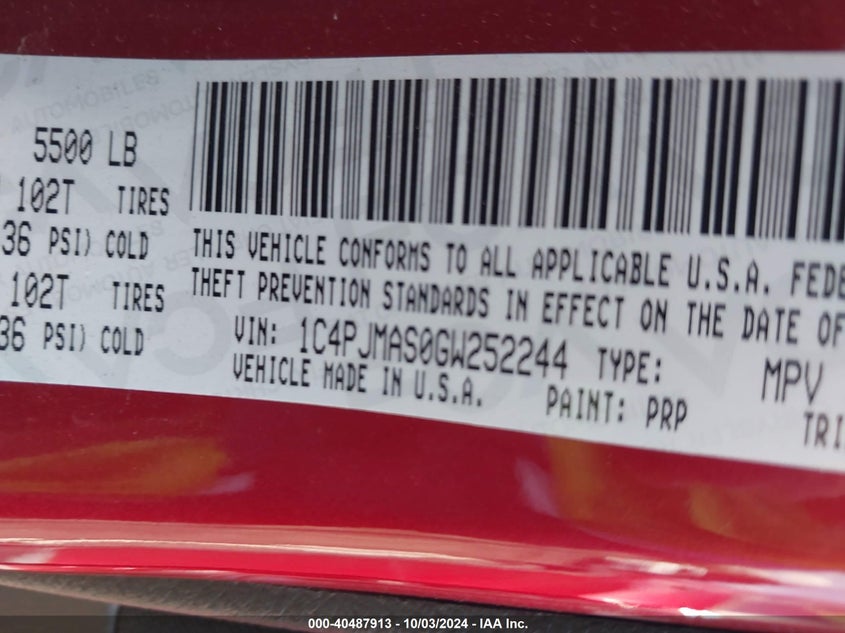 5500 LB
102T TIRES
36 PSI) COLD
102T TIRES
36 PSI) COLD
THIS VEHICLE CONFORMS TO ALL APPLICABLE U.S.A. FEDE
THEFT PREVENTION STANDARDS IN EFFECT ON THE DATE OF
VIN: 1C4PJMAS0GW252244 TYPE: MPV
VEHICLE MADE IN U.S.A. PAINT: PRP
TRI
000-40487913 - 10/03/2024 - IAA Inc.